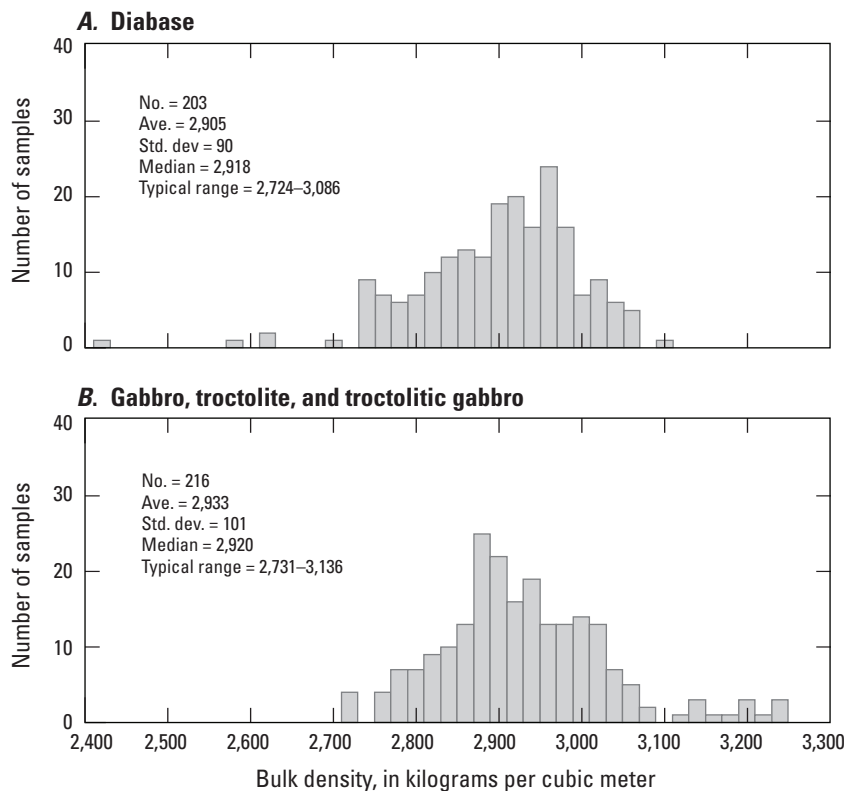 A. Diabase
40
30
20
10
0
Number of samples
No. = 203
Ave. = 2,905
Std. dev = 90
Median = 2,918
Typical range = 2,724–3,086
B. Gabbro, troctolite, and troctolitic gabbro
40
30
20
10
0
Number of samples
No. = 216
Ave. = 2,933
Std. dev. = 101
Median = 2,920
Typical range = 2,731–3,136
2,400 2,500 2,600 2,700 2,800 2,900 3,000 3,100 3,200 3,300
Bulk density, in kilograms per cubic meter